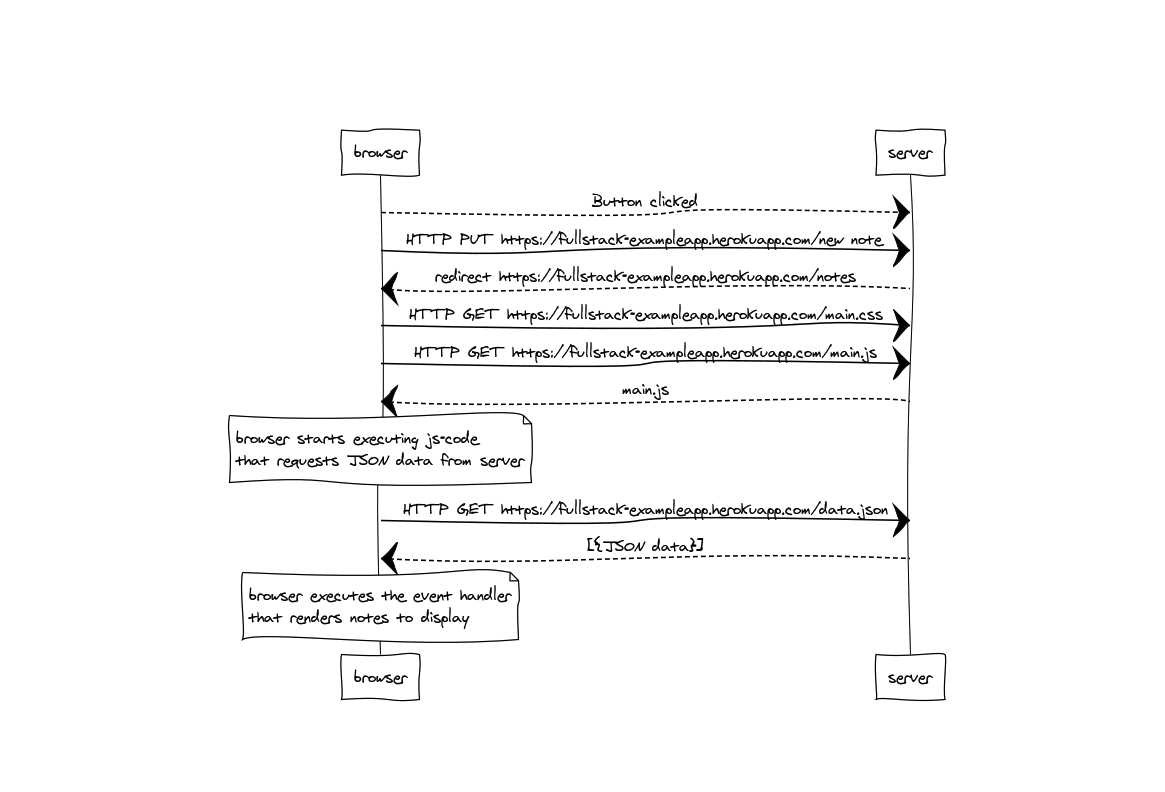 browser
server
Button clicked
HTTP PUT https://fullstack-exampleapp.herokuapp.com/new note
redirect https://fullstack-exampleapp.herokuapp.com/notes
HTTP GET https://fullstack-exampleapp.herokuapp.com/main.css
HTTP GET https://fullstack-exampleapp.herokuapp.com/main.js
main.js
browser starts executing js-code
that requests JSON data from server
HTTP GET https://fullstack-exampleapp.herokuapp.com/data.json
[{JSON data}]
browser executes the event handler
that renders notes to display
browser
server